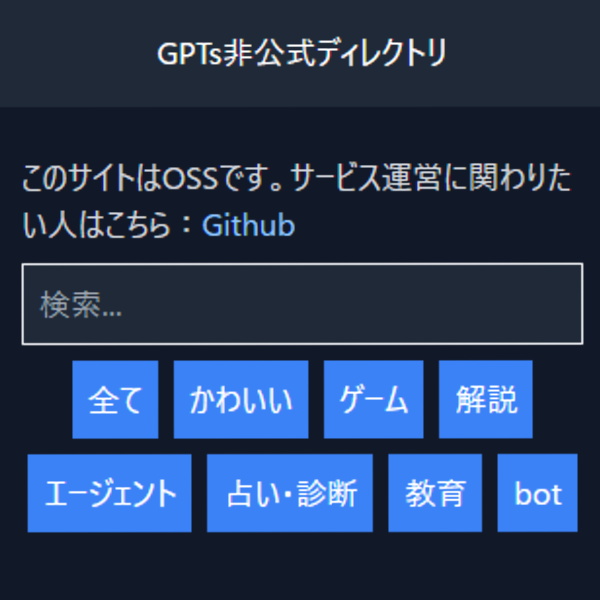 GPTs非公式ディレクトリ
このサイトはOSSです。サービス運営に関わりた
い人はこちら：Github
検索...
全て かわいい ゲーム 解説
エージェント 占い・診断 教育 bot